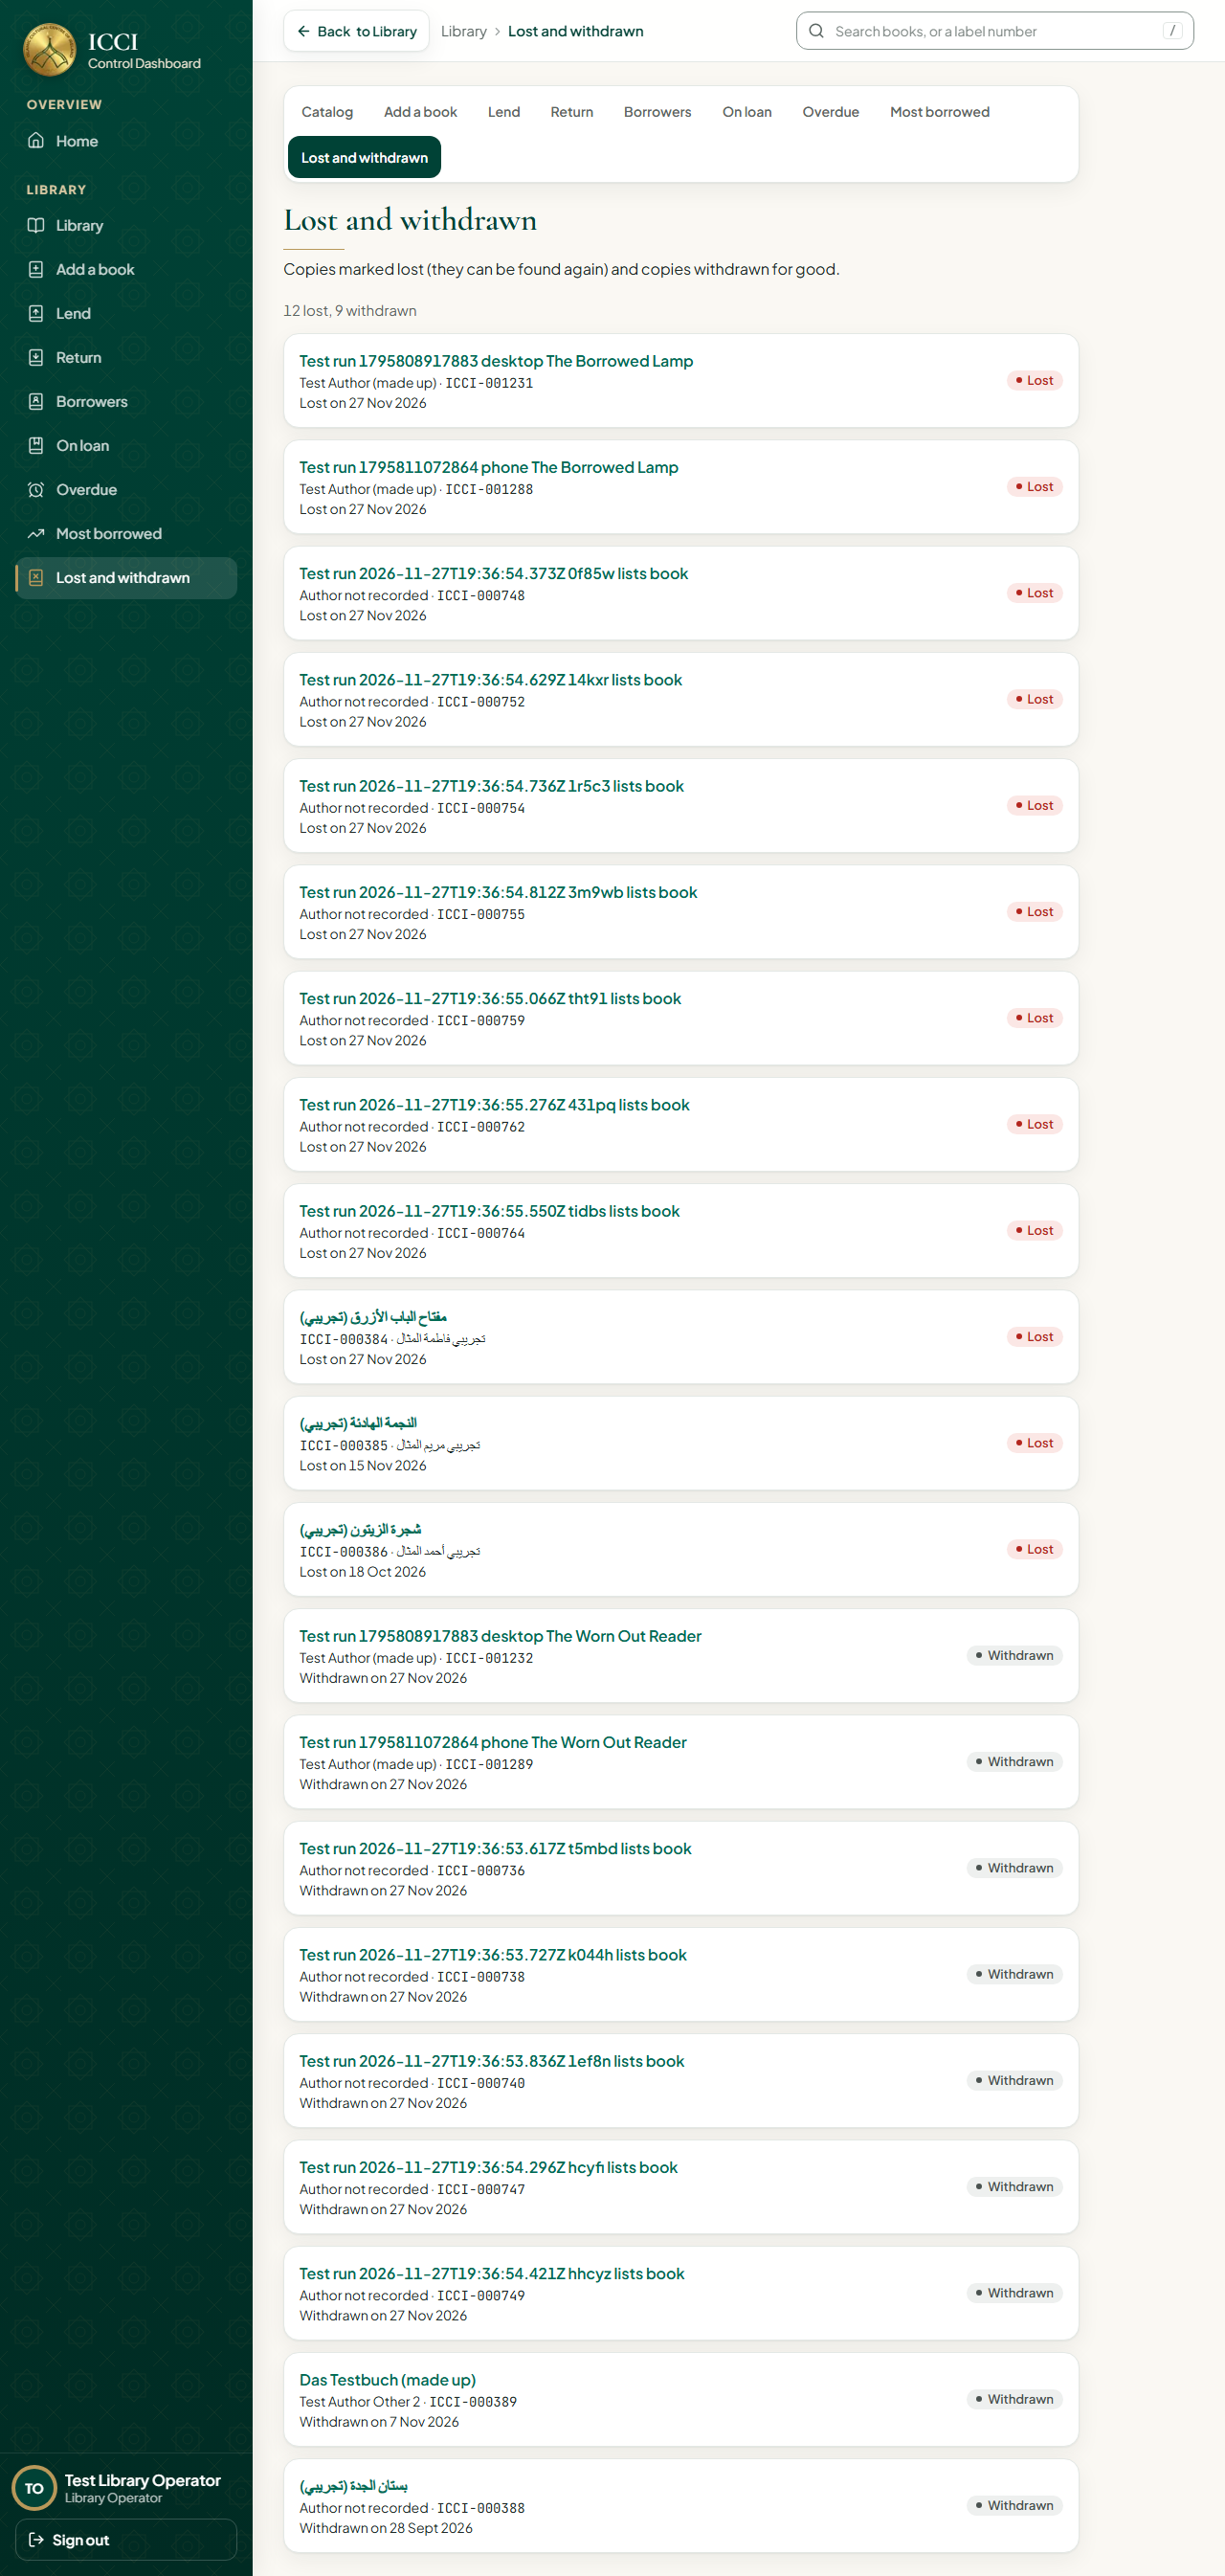 ICCI
Control Dashboard
OVERVIEW
Home
LIBRARY
Library
Add a book
Lend
Return
Borrowers
On loan
Overdue
Most borrowed
Lost and withdrawn
TO
Test Library Operator
Library Operator
Sign out
Back to Library
Library › Lost and withdrawn
Search books, or a label number
/
Catalog
Add a book
Lend
Return
Borrowers
On loan
Overdue
Most borrowed
Lost and withdrawn
Lost and withdrawn
Copies marked lost (they can be found again) and copies withdrawn for good.
12 lost, 9 withdrawn
Test run 1795808917883 desktop The Borrowed Lamp
Test Author (made up) · ICCI-001231
Lost on 27 Nov 2026
Lost
Test run 1795811072864 phone The Borrowed Lamp
Test Author (made up) · ICCI-001288
Lost on 27 Nov 2026
Lost
Test run 2026-11-27T19:36:54.373Z 0f85w lists book
Author not recorded · ICCI-000748
Lost on 27 Nov 2026
Lost
Test run 2026-11-27T19:36:54.629Z 14kxr lists book
Author not recorded · ICCI-000752
Lost on 27 Nov 2026
Lost
Test run 2026-11-27T19:36:54.736Z 1r5c3 lists book
Author not recorded · ICCI-000754
Lost on 27 Nov 2026
Lost
Test run 2026-11-27T19:36:54.812Z 3m9wb lists book
Author not recorded · ICCI-000755
Lost on 27 Nov 2026
Lost
Test run 2026-11-27T19:36:55.066Z tht91 lists book
Author not recorded · ICCI-000759
Lost on 27 Nov 2026
Lost
Test run 2026-11-27T19:36:55.276Z 431pq lists book
Author not recorded · ICCI-000762
Lost on 27 Nov 2026
Lost
Test run 2026-11-27T19:36:55.550Z tidbs lists book
Author not recorded · ICCI-000764
Lost on 27 Nov 2026
Lost
مفتاح الباب الأزرق (تجريبي)
تجريبي فاطمة المثال · ICCI-000384
Lost on 27 Nov 2026
Lost
النجمة الهادئة (تجريبي)
تجريبي مريم المثال · ICCI-000385
Lost on 15 Nov 2026
Lost
شجرة الزيتون (تجريبي)
تجريبي أحمد المثال · ICCI-000386
Lost on 18 Oct 2026
Lost
Test run 1795808917883 desktop The Worn Out Reader
Test Author (made up) · ICCI-001232
Withdrawn on 27 Nov 2026
Withdrawn
Test run 1795811072864 phone The Worn Out Reader
Test Author (made up) · ICCI-001289
Withdrawn on 27 Nov 2026
Withdrawn
Test run 2026-11-27T19:36:53.617Z t5mbd lists book
Author not recorded · ICCI-000736
Withdrawn on 27 Nov 2026
Withdrawn
Test run 2026-11-27T19:36:53.727Z k044h lists book
Author not recorded · ICCI-000738
Withdrawn on 27 Nov 2026
Withdrawn
Test run 2026-11-27T19:36:53.836Z 1ef8n lists book
Author not recorded · ICCI-000740
Withdrawn on 27 Nov 2026
Withdrawn
Test run 2026-11-27T19:36:54.296Z hcyfi lists book
Author not recorded · ICCI-000747
Withdrawn on 27 Nov 2026
Withdrawn
Test run 2026-11-27T19:36:54.421Z hhcyz lists book
Author not recorded · ICCI-000749
Withdrawn on 27 Nov 2026
Withdrawn
Das Testbuch (made up)
Test Author Other 2 · ICCI-000389
Withdrawn on 7 Nov 2026
Withdrawn
بستان الجدة (تجريبي)
Author not recorded · ICCI-000388
Withdrawn on 28 Sept 2026
Withdrawn